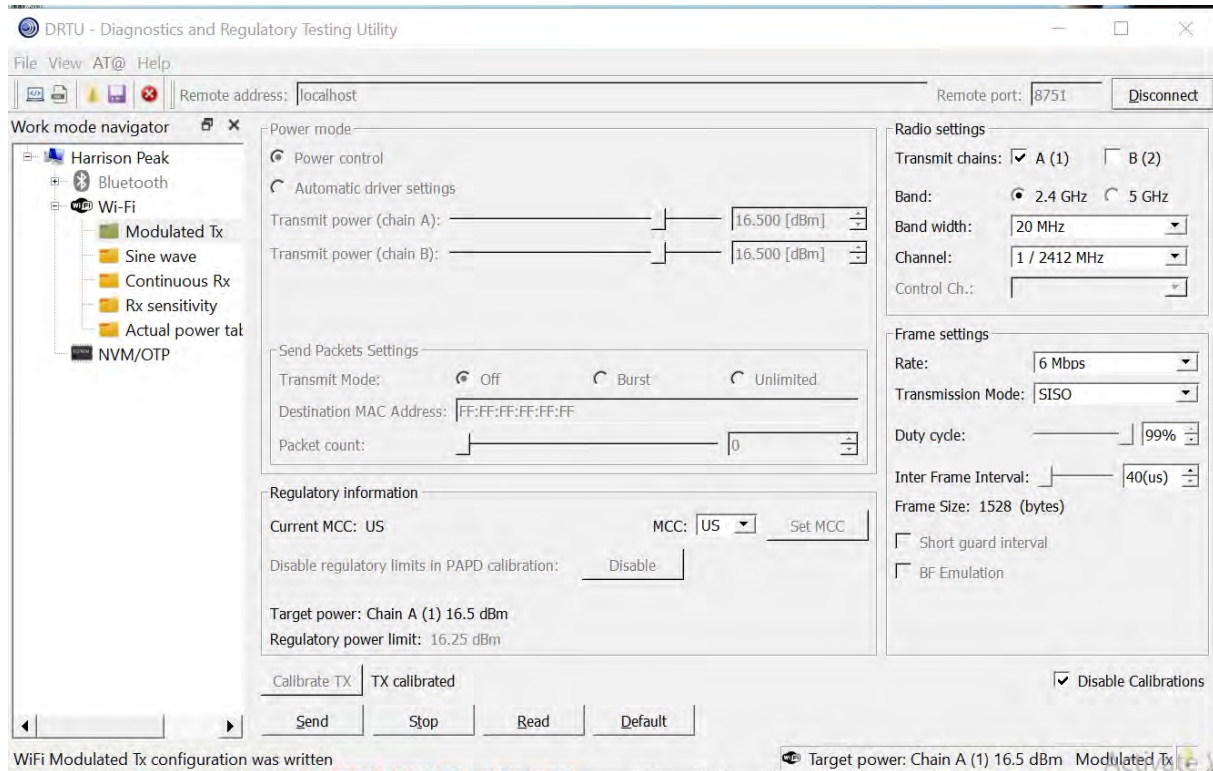 DRTU - Diagnostics and Regulatory Testing Utility
File View AT@ Help
Remote address: localhost
Remote port: 8751
Disconnect
Work mode navigator
Harrison Peak
Bluetooth
Wi-Fi
Modulated Tx
Sine wave
Continuous Rx
Rx sensitivity
Actual power tab
NVM/OTP
Power mode
Power control
Automatic driver settings
Transmit power (chain A): 16.500 [dBm]
Transmit power (chain B): 16.500 [dBm]
Send Packets Settings
Transmit Mode: Off Burst Unlimited
Destination MAC Address: FF:FF:FF:FF:FF:FF
Packet count: 0
Regulatory information
Current MCC: US MCC: US Set MCC
Disable regulatory limits in PAPD calibration: Disable
Target power: Chain A (1) 16.5 dBm
Regulatory power limit: 16.25 dBm
Calibrate TX TX calibrated
Send Stop Read Default
Radio settings
Transmit chains: A (1) B (2)
Band: 2.4 GHz 5 GHz
Band width: 20 MHz
Channel: 1 / 2412 MHz
Control Ch.:
Frame settings
Rate: 6 Mbps
Transmission Mode: SISO
Duty cycle: 99%
Inter Frame Interval: 40(us)
Frame Size: 1528 (bytes)
Short guard interval
BF Emulation
Disable Calibrations
WiFi Modulated Tx configuration was written
Target power: Chain A (1) 16.5 dBm Modulated Tx